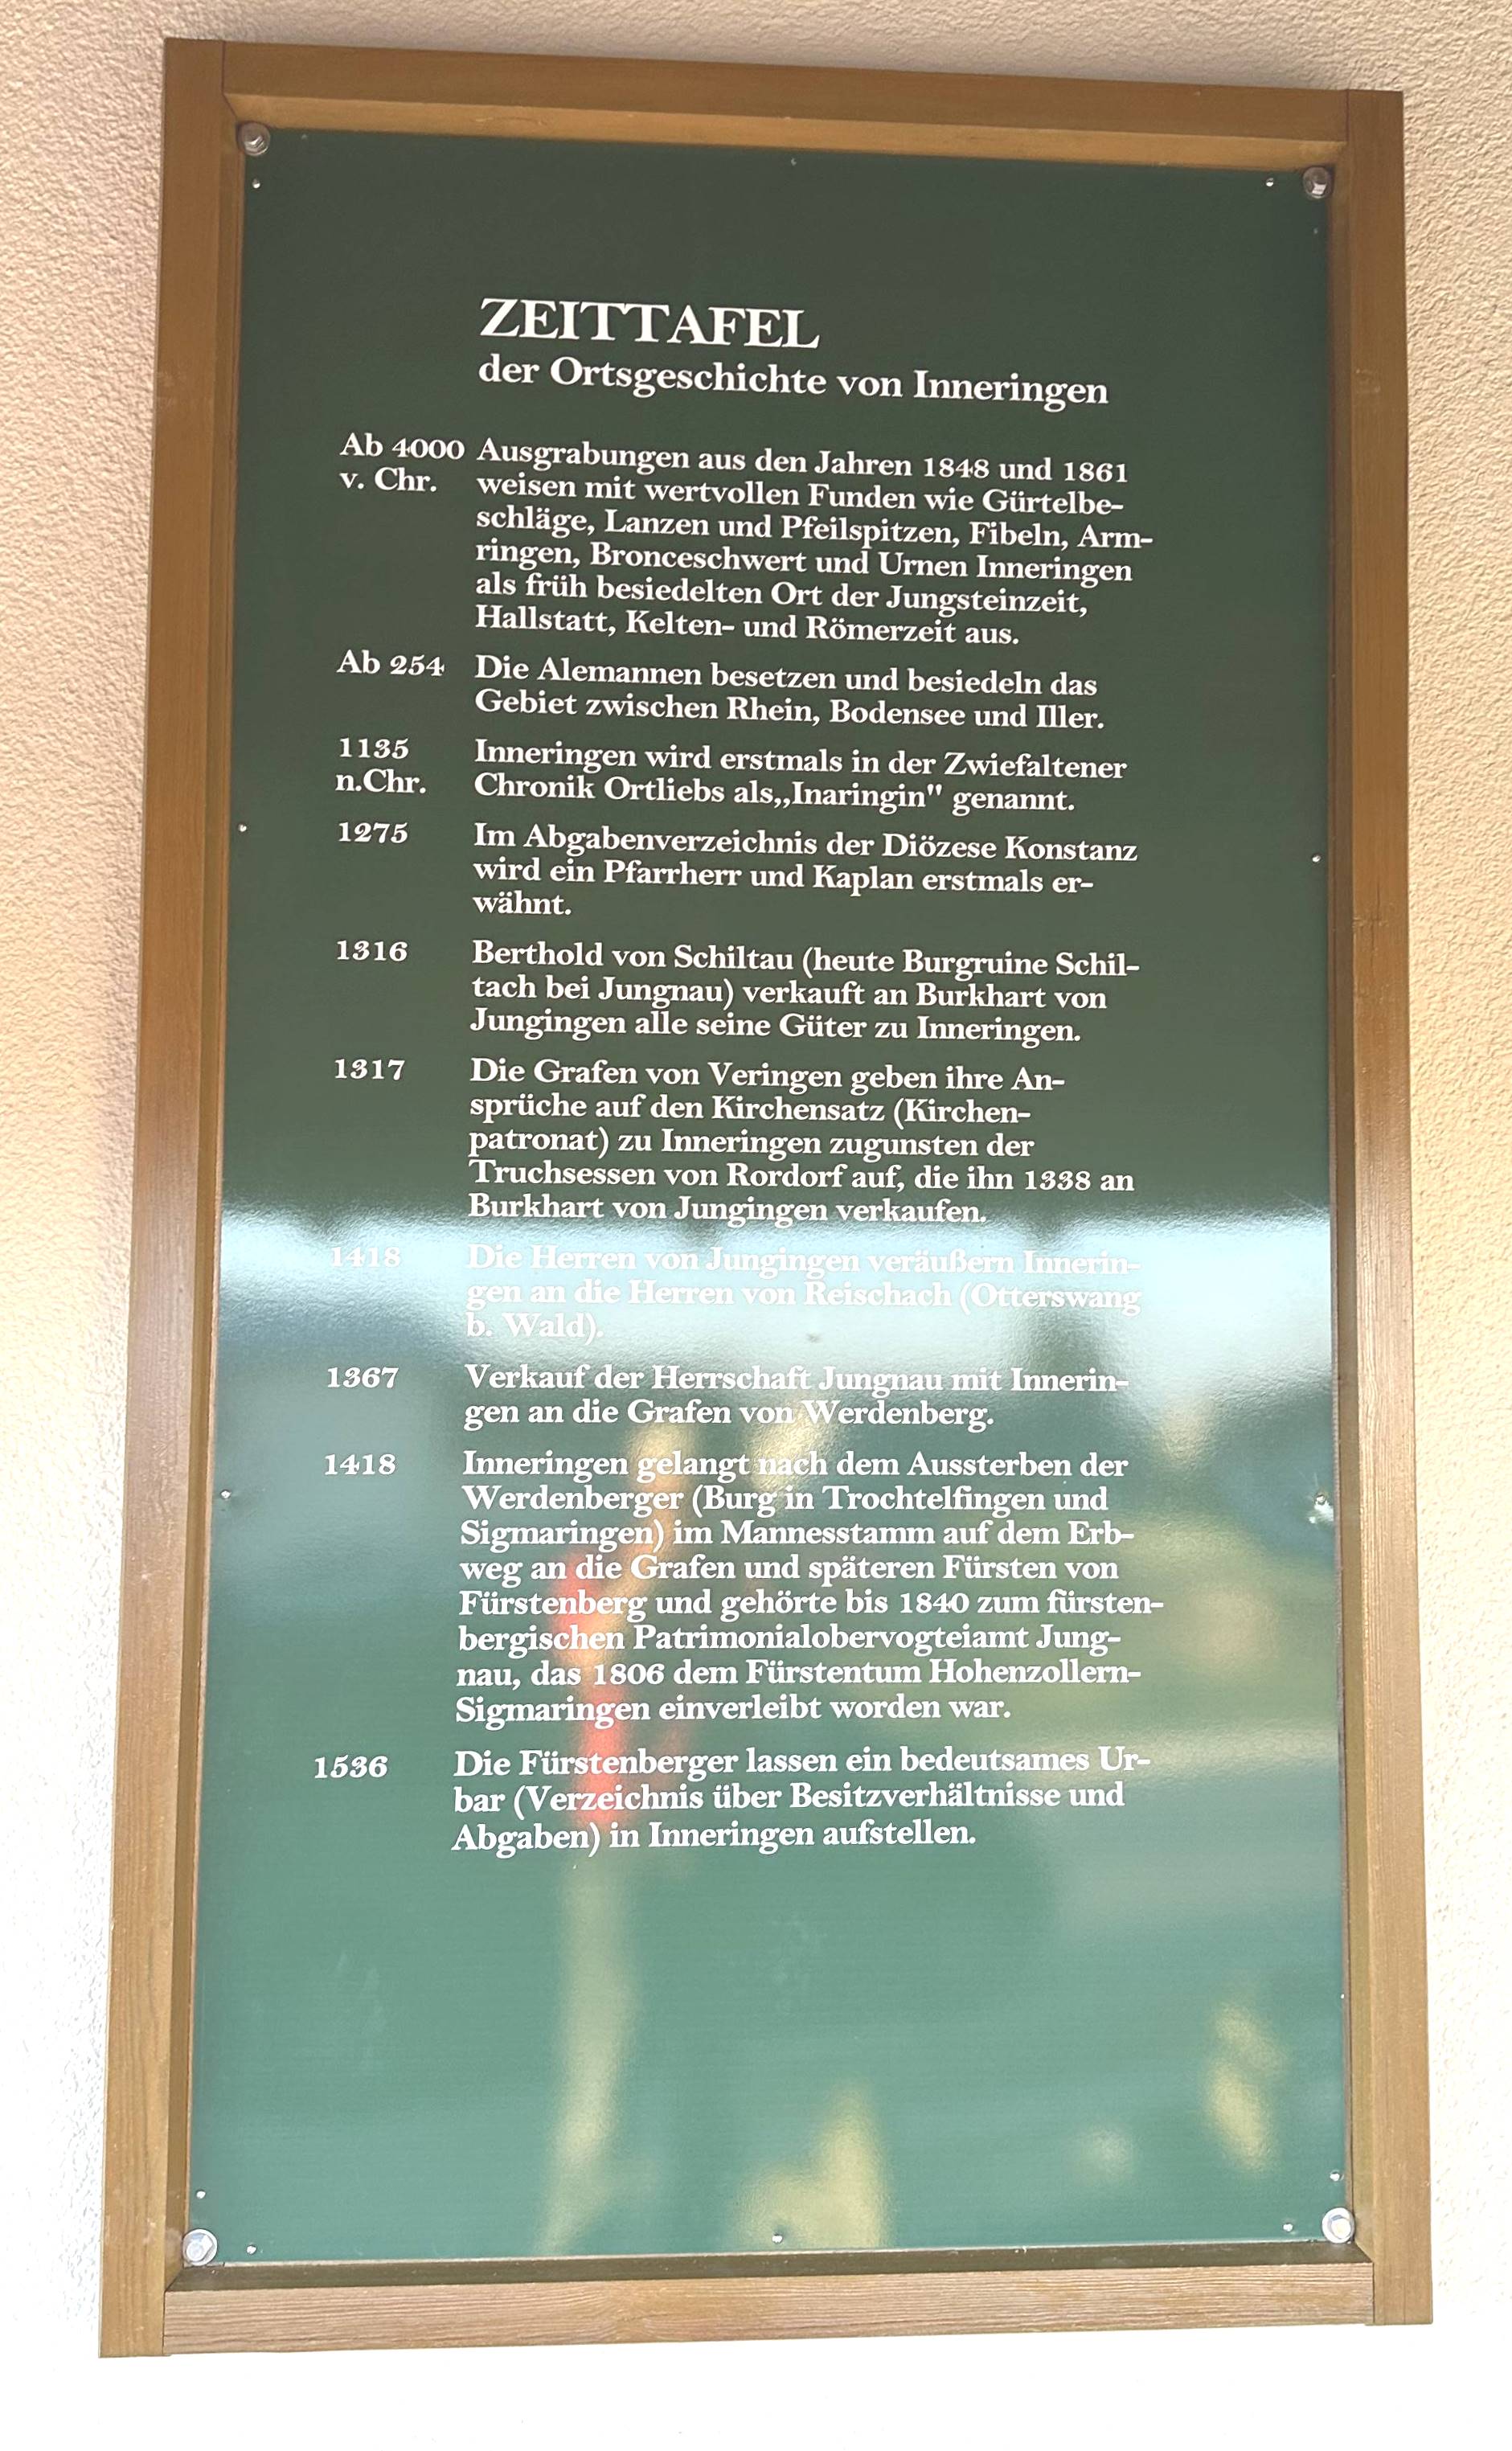 ZEITTAFEL
der Ortsgeschichte von Inneringen
Ab 4000 Ausgrabungen aus den Jahren 1848 und 1861
v. Chr. weisen mit wertvollen Funden wie Gürtelbe-
schläge, Lanzen und Pfeilspitzen, Fibeln, Arm-
ringen, Bronceschwert und Urnen Inneringen
als früh besiedelten Ort der Jungsteinzeit,
Hallstatt, Kelten- und Römerzeit aus.
Ab 254 Die Alemannen besetzen und besiedeln das
Gebiet zwischen Rhein, Bodensee und Iller.
1135 Inneringen wird erstmals in der Zwiefaltener
n.Chr. Chronik Ortliebs als,,Inaringin" genannt.
1275 Im Abgabenverzeichnis der Diözese Konstanz
wird ein Pfarrherr und Kaplan erstmals er-
wähnt.
1316 Berthold von Schiltau (heute Burgruine Schil-
tach bei Jungnau) verkauft an Burkhart von
Jungingen alle seine Güter zu Inneringen.
1317 Die Grafen von Veringen geben ihre An-
sprüche auf den Kirchensatz (Kirchen-
patronat) zu Inneringen zugunsten der
Truchsessen von Rordorf auf, die ihn 1338 an
Burkhart von Jungingen verkaufen.
1418 Die Herren von Jungingen veräußern Innerin-
gen an die Herren von Reischach (Otterswang
b. Wald).
1367 Verkauf der Herrschaft Jungnau mit Innerin-
gen an die Grafen von Werdenberg.
1418 Inneringen gelangt nach dem Aussterben der
Werdenberger (Burg in Trochtelfingen und
Sigmaringen) im Mannesstamm auf dem Erb-
weg an die Grafen und späteren Fürsten von
Fürstenberg und gehörte bis 1840 zum fürsten-
bergischen Patrimonialobervogteiamt Jung-
nau, das 1806 dem Fürstentum Hohenzollern-
Sigmaringen einverleibt worden war.
1536 Die Fürstenberger lassen ein bedeutsames Ur-
bar (Verzeichnis über Besitzverhältnisse und
Abgaben) in Inneringen aufstellen.